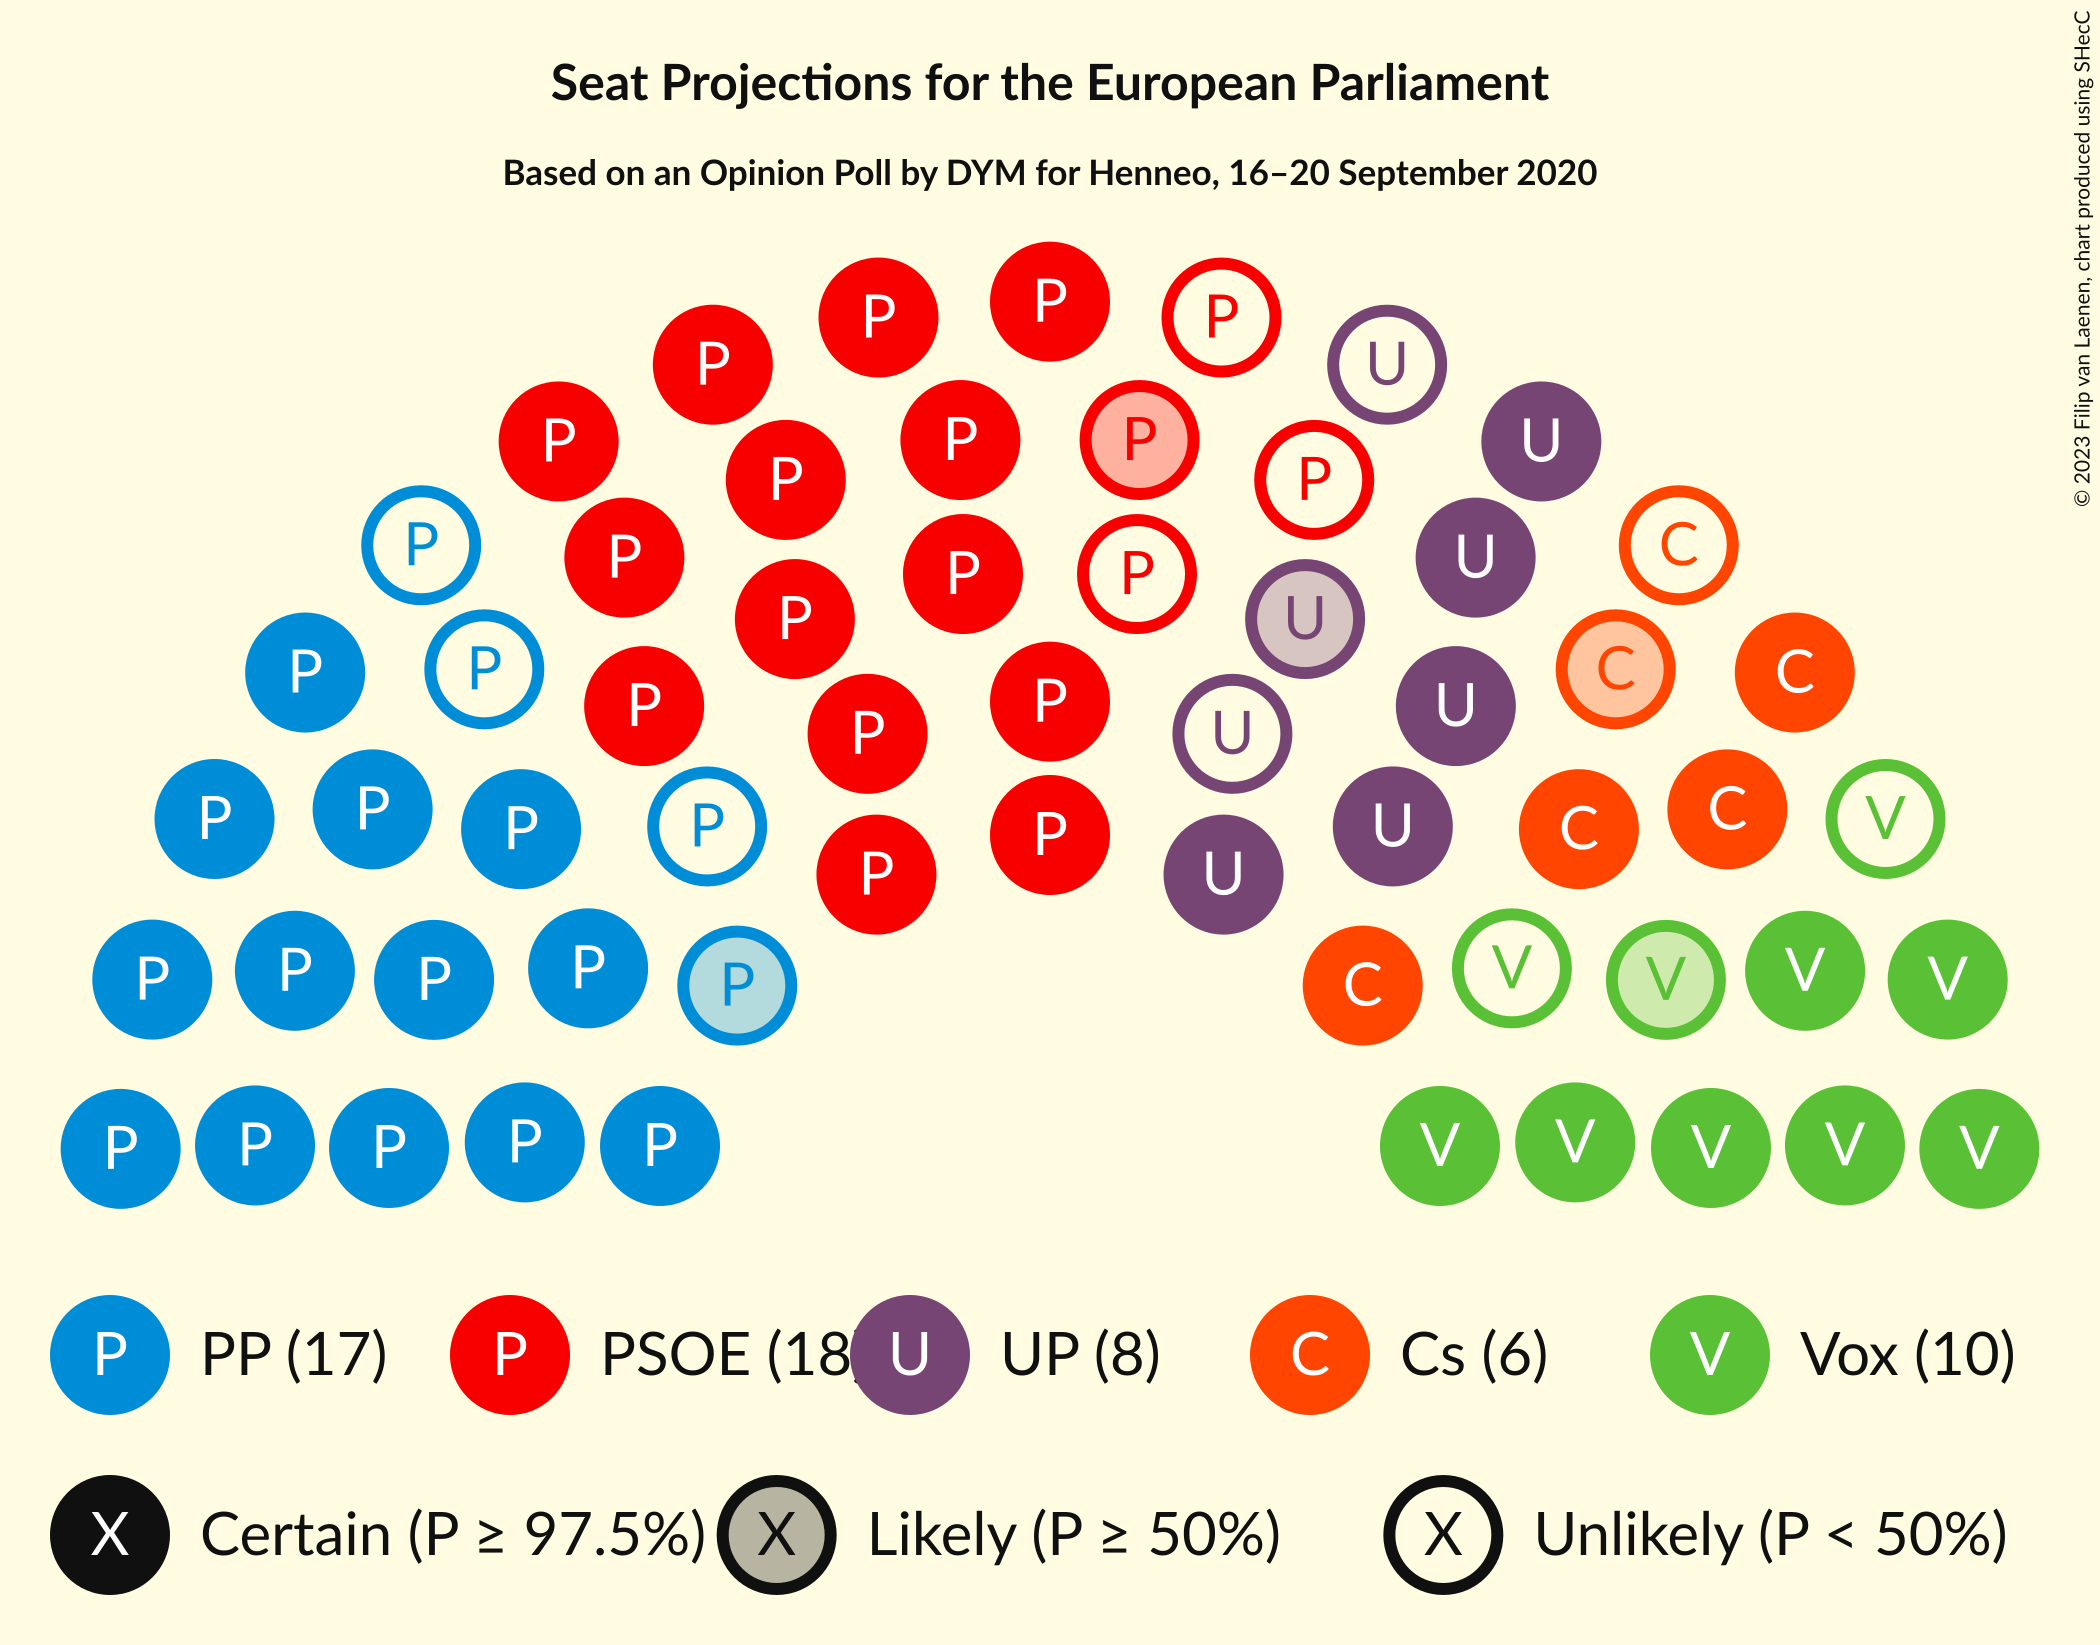 Seat Projections for the European Parliament
Based on an Opinion Poll by DYM for Henneo, 16–20 September 2020
© 2023 Filip van Laenen, chart produced using SHecC
P P P U
P P U
P P P P U
P P C
P P U
P P U
P P C C
P P P U
P P U C V
P P P P U C
P P P P P C V V V V
P P P P P V V V V V
P PP (17) P PSOE (18) U UP (8) C Cs (6) V Vox (10)
X Certain (P ≥ 97.5%) X Likely (P ≥ 50%) X Unlikely (P < 50%)